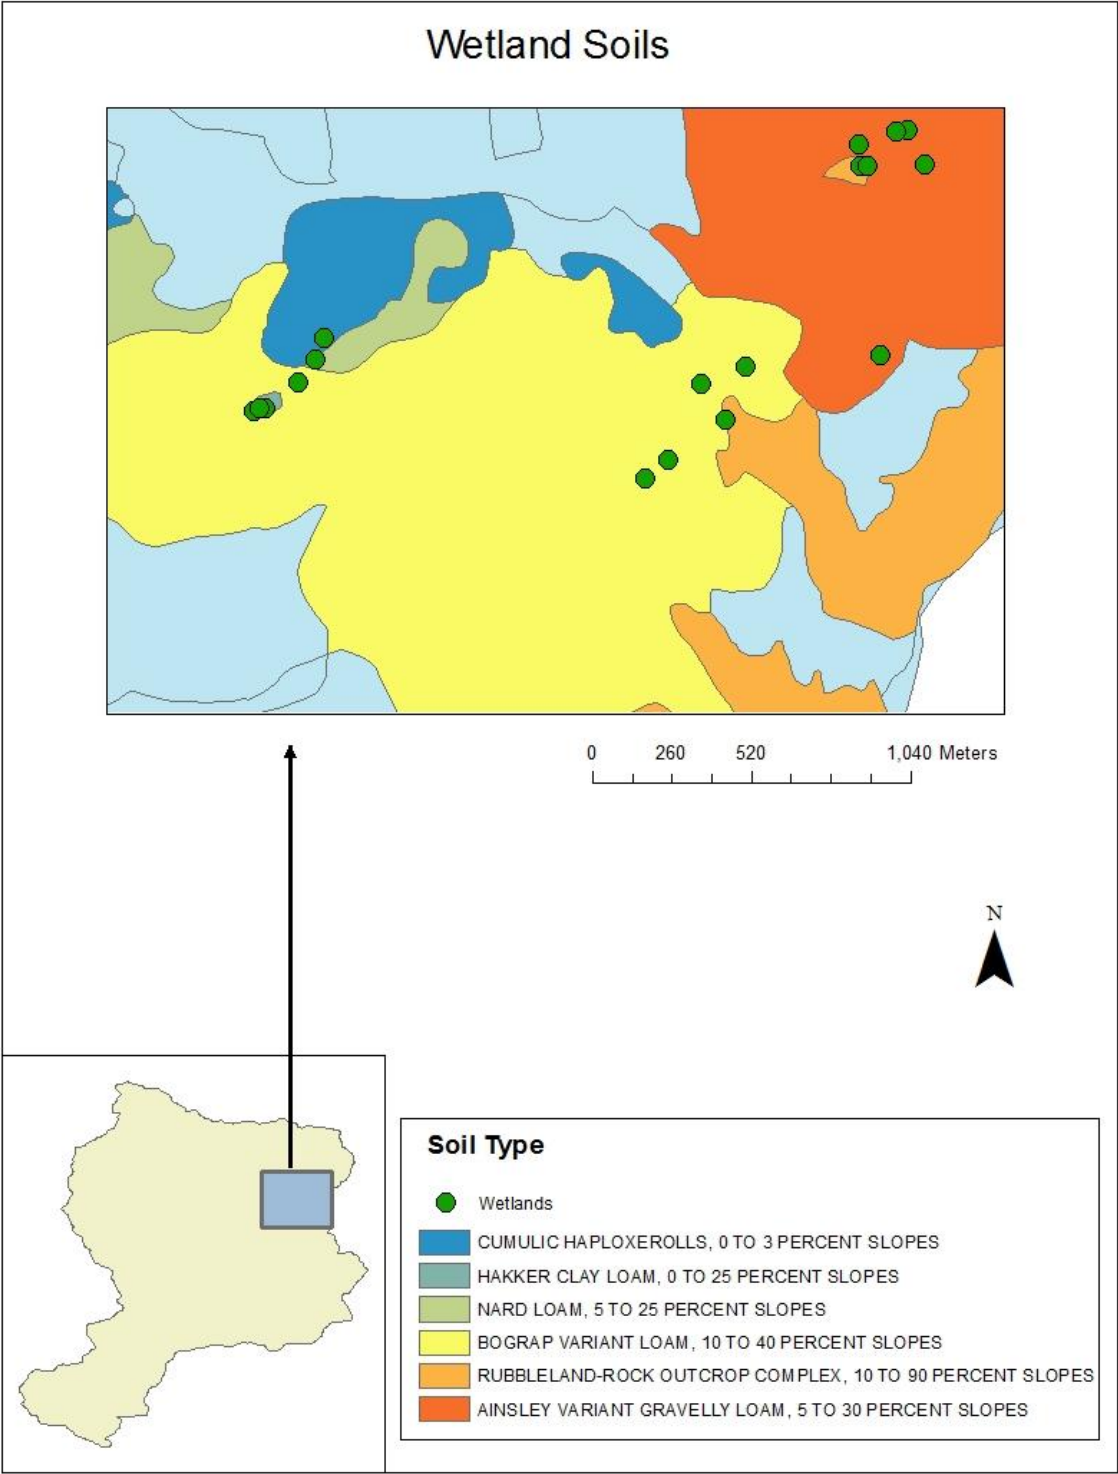 Wetland Soils
0 260 520 1,040 Meters
N
Soil Type
Wetlands
CUMULIC HAPLOXEROLLS, 0 TO 3 PERCENT SLOPES
HAKKER CLAY LOAM, 0 TO 25 PERCENT SLOPES
NARD LOAM, 5 TO 25 PERCENT SLOPES
BOGRAP VARIANT LOAM, 10 TO 40 PERCENT SLOPES
RUBBLELAND-ROCK OUTCROP COMPLEX, 10 TO 90 PERCENT SLOPES
AINSLEY VARIANT GRAVELLY LOAM, 5 TO 30 PERCENT SLOPES